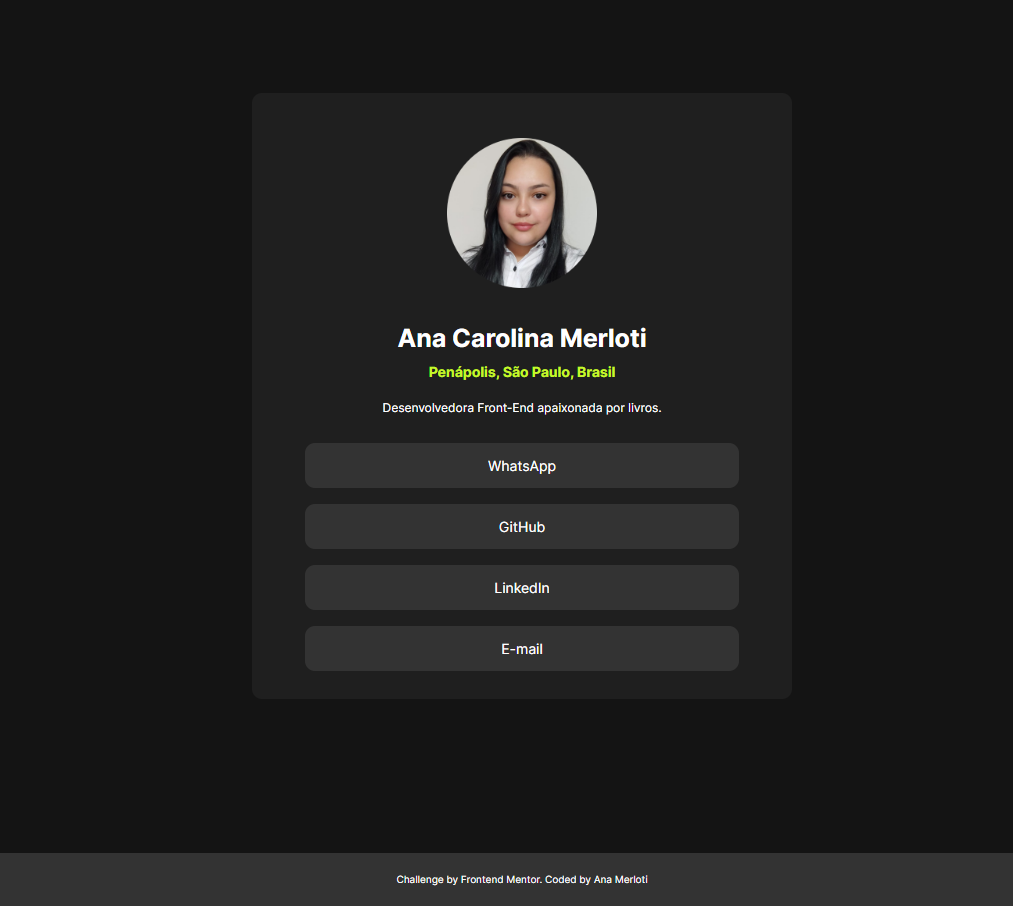 Ana Carolina Merloti
Penápolis, São Paulo, Brasil
Desenvolvedora Front-End apaixonada por livros.
WhatsApp
GitHub
LinkedIn
E-mail
Challenge by Frontend Mentor. Coded by Ana Merloti